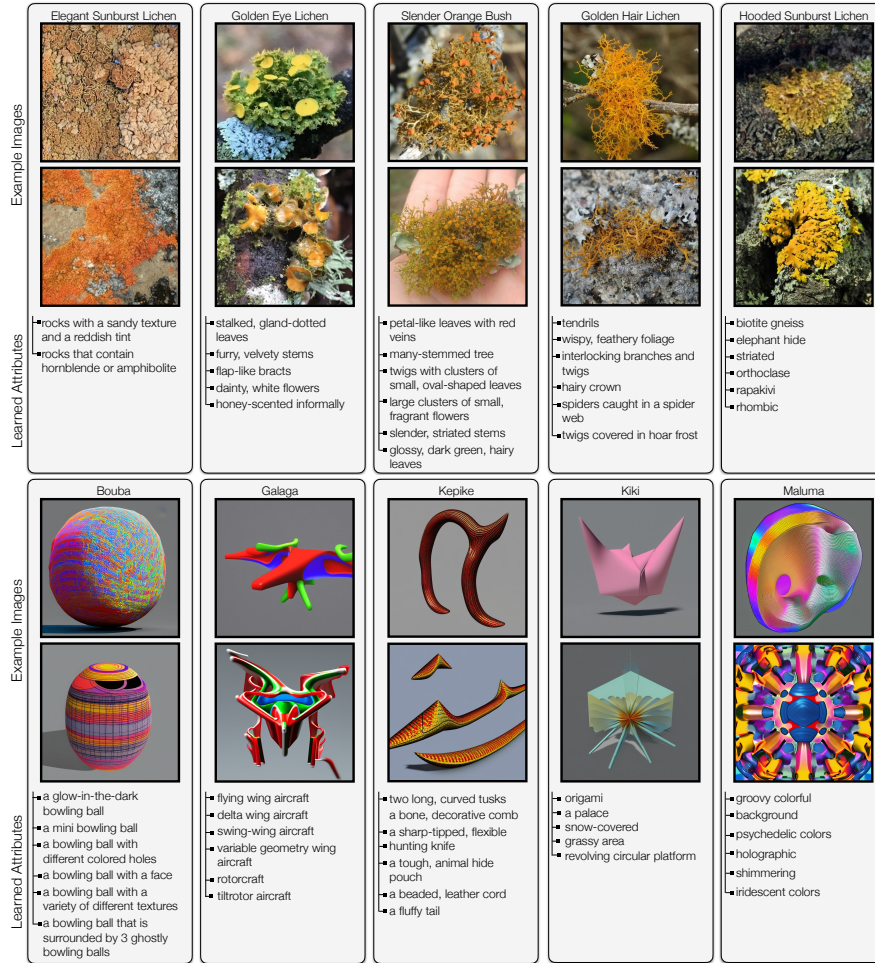 Elegant Sunburst Lichen
Golden Eye Lichen
Slender Orange Bush
Golden Hair Lichen
Hooded Sunburst Lichen
Example Images
Learned Attributes
rocks with a sandy texture
and a reddish tint
rocks that contain
hornblende or amphibolite
stalked, gland-dotted
leaves
furry, velvety stems
flap-like bracts
dainty, white flowers
honey-scented informally
petal-like leaves with red
veins
many-stemmed tree
twigs with clusters of
small, oval-shaped leaves
large clusters of small,
fragrant flowers
slender, striated stems
glossy, dark green, hairy
leaves
tendrils
wispy, feathery foliage
interlocking branches and
twigs
hairy crown
spiders caught in a spider
web
twigs covered in hoar frost
biotite gneiss
elephant hide
striated
orthoclase
rapakivi
rhombic
Bouba
Galaga
Kepike
Kiki
Maluma
Example Images
Learned Attributes
a glow-in-the-dark
bowling ball
a mini bowling ball
a bowling ball with
different colored holes
a bowling ball with a face
a bowling ball with a
variety of different textures
a bowling ball that is
surrounded by 3 ghostly
bowling balls
flying wing aircraft
delta wing aircraft
swing-wing aircraft
variable geometry wing
aircraft
rotorcraft
tiltrotor aircraft
two long, curved tusks
a bone, decorative comb
a sharp-tipped, flexible
hunting knife
a tough, animal hide
pouch
a beaded, leather cord
a fluffy tail
origami
a palace
snow-covered
grassy area
revolving circular platform
groovy colorful
background
psychedelic colors
holographic
shimmering
iridescent colors